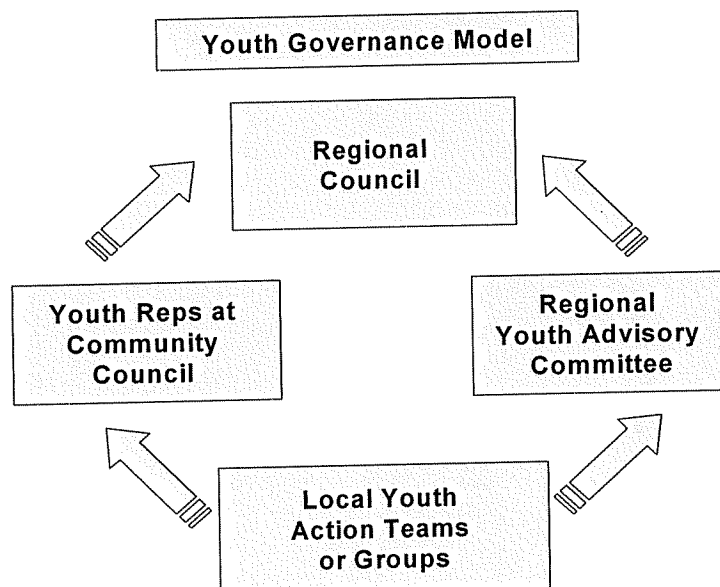 Youth Governance Model
Regional
Council
Youth Reps at
Community
Council
Regional
Youth Advisory
Committee
Local Youth
Action Teams
or Groups